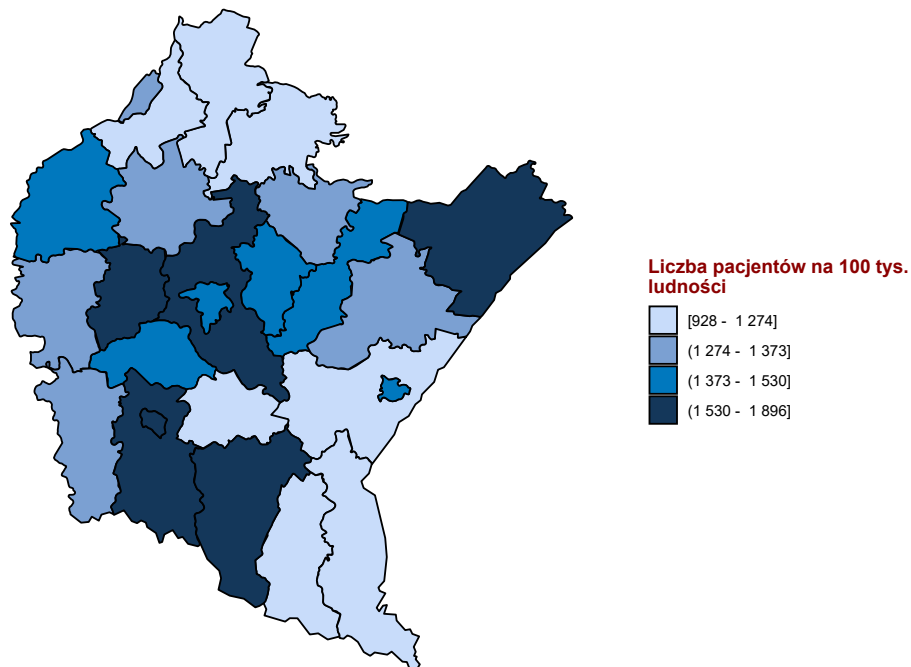 Liczba pacjentów na 100 tys.
ludności
[928 - 1 274]
(1 274 - 1 373]
(1 373 - 1 530]
(1 530 - 1 896]